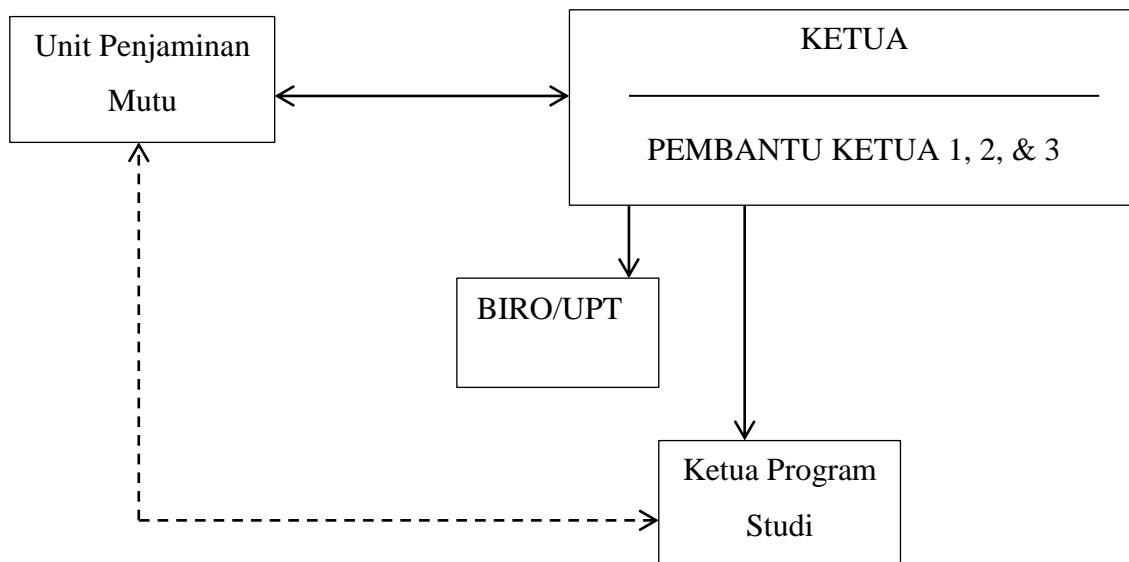 Unit Penjaminan
Mutu
KETUA
PEMBANTU KETUA 1, 2, & 3
BIRO/UPT
Ketua Program
Studi